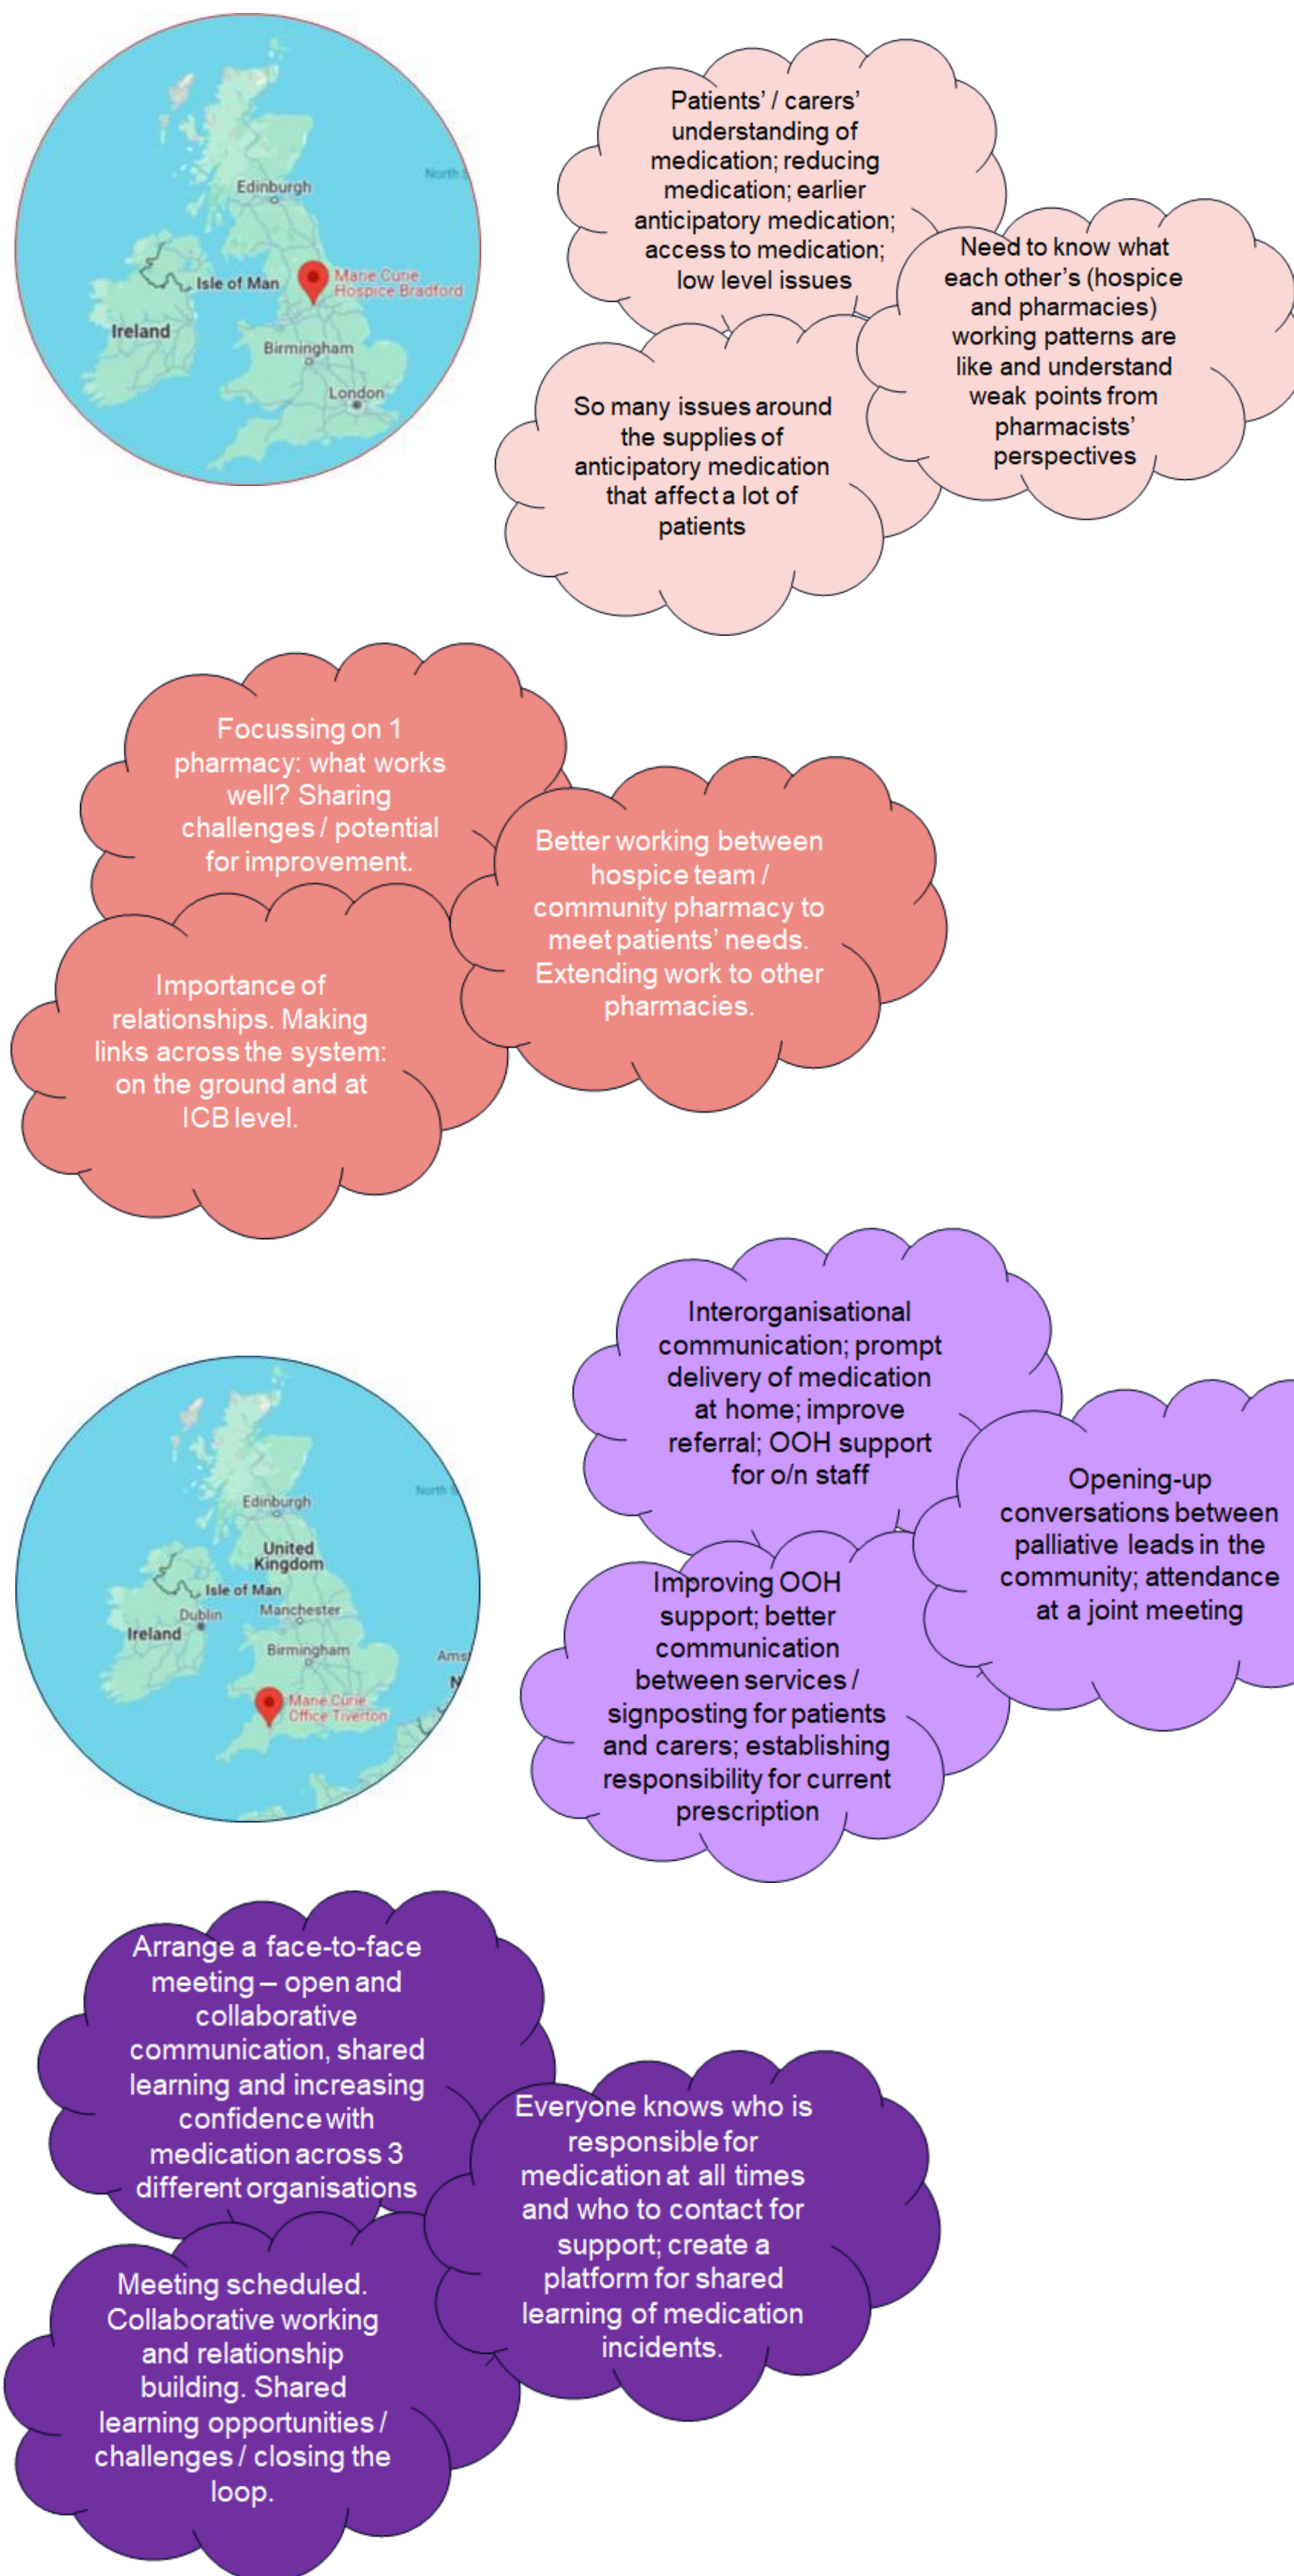 North S
Edinburgh
Isle of Man
Marie Curie
Hospice Bradford
Ireland
Birmingham
London
Patients' / carers'
understanding of
medication; reducing
medication; earlier
anticipatory medication;
access to medication;
low level issues
Need to know what
each other's (hospice
and pharmacies)
working patterns are
like and understand
weak points from
pharmacists'
perspectives
So many issues around
the supplies of
anticipatory medication
that affect a lot of
patients
Focussing on 1
pharmacy: what works
well? Sharing
challenges / potential
for improvement.
Better working between
hospice team /
community pharmacy to
meet patients' needs.
Extending work to other
pharmacies.
Importance of
relationships. Making
links across the system:
on the ground and at
ICB level.
Interorganisational
communication; prompt
delivery of medication
at home; improve
referral; OOH support
for o/n staff
Opening-up
conversations between
palliative leads in the
community; attendance
at a joint meeting
Improving OOH
support; better
communication
between services /
signposting for patients
and carers; establishing
responsibility for current
prescription
North S
Edinburgh
United
Kingdom
Isle of Man
Dublin
Manchester
Ireland
Birmingham
Ams
N
Marie Curie
Office Tiverton
Arrange a face-to-face
meeting – open and
collaborative
communication, shared
learning and increasing
confidence with
medication across 3
different organisations
Everyone knows who is
responsible for
medication at all times
and who to contact for
support; create a
platform for shared
learning of medication
incidents.
Meeting scheduled.
Collaborative working
and relationship
building. Shared
learning opportunities /
challenges / closing the
loop.